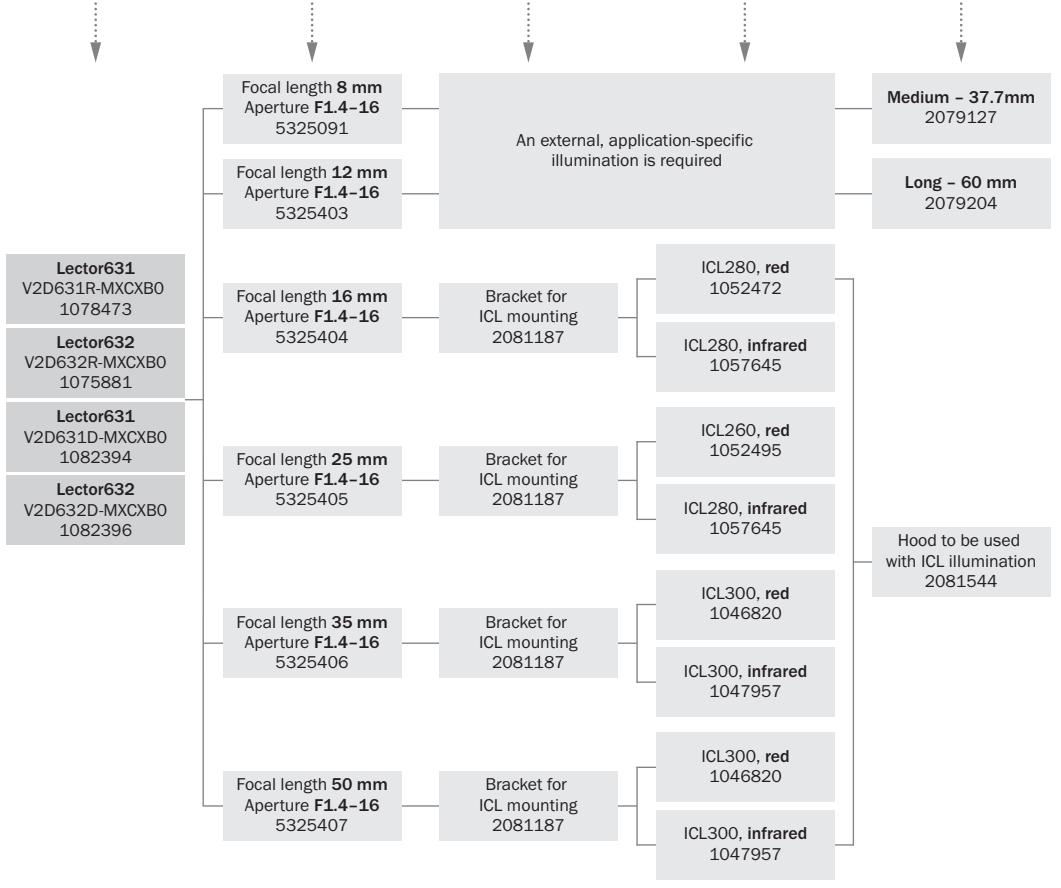 Focal length 8 mm
Aperture F1.4–16
5325091
An external, application-specific
illumination is required
Medium – 37.7mm
2079127
Focal length 12 mm
Aperture F1.4–16
5325403
Long – 60 mm
2079204
Lector631
V2D631R-MXCXB0
1078473
Lector632
V2D632R-MXCXB0
1075881
Lector631
V2D631D-MXCXB0
1082394
Lector632
V2D632D-MXCXB0
1082396
Focal length 16 mm
Aperture F1.4–16
5325404
Bracket for
ICL mounting
2081187
ICL280, red
1052472
ICL280, infrared
1057645
Focal length 25 mm
Aperture F1.4–16
5325405
Bracket for
ICL mounting
2081187
ICL260, red
1052495
ICL280, infrared
1057645
Hood to be used
with ICL illumination
2081544
Focal length 35 mm
Aperture F1.4–16
5325406
Bracket for
ICL mounting
2081187
ICL300, red
1046820
ICL300, infrared
1047957
Focal length 50 mm
Aperture F1.4–16
5325407
Bracket for
ICL mounting
2081187
ICL300, red
1046820
ICL300, infrared
1047957